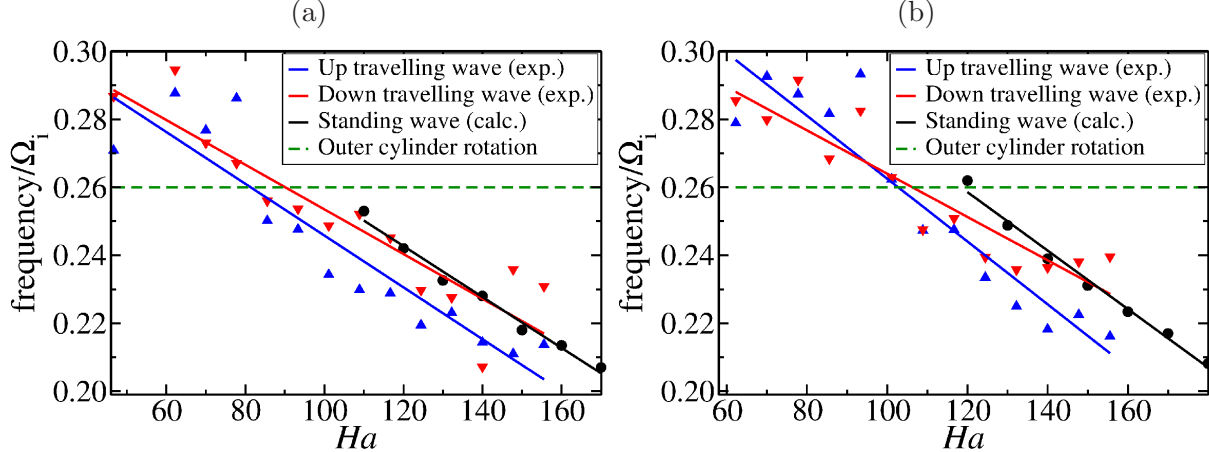 (a)
0.30
0.28
0.26
0.24
0.22
0.20
frequency/Ωi
Up travelling wave (exp.)
Down travelling wave (exp.)
Standing wave (calc.)
Outer cylinder rotation
60 80 100 120 140 160
Ha
(b)
0.30
0.28
0.26
0.24
0.22
0.20
frequency/Ωi
Up travelling wave (exp.)
Down travelling wave (exp.)
Standing wave (calc.)
Outer cylinder rotation
60 80 100 120 140 160
Ha